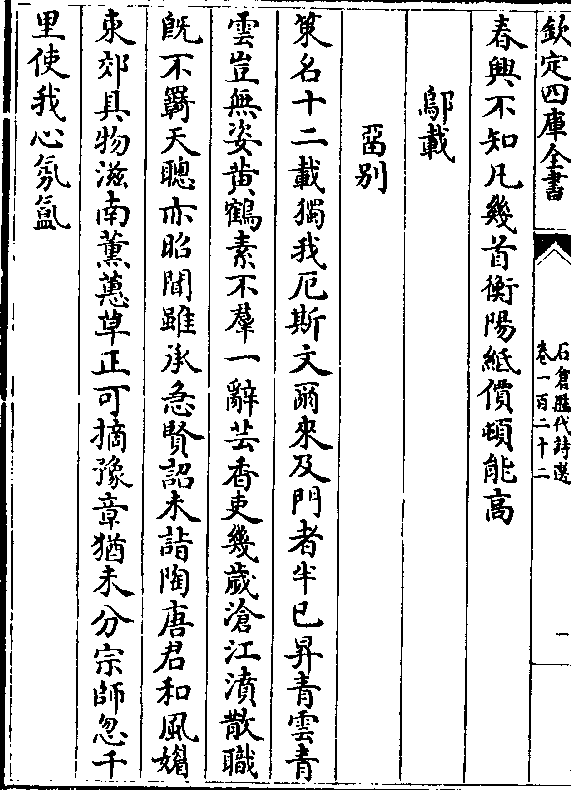 欽定四庫全書
石倉歷代詩選
卷一百二十二
一
春興不知凡幾首衡陽紙價頓能高
鄔載
畱别
策名十二載獨我厄斯文爾來及門者半已昇青雲青
雲豈無姿黄鶴素不羣一辭芸香吏幾歲滄江濆散職
既不羈天聰亦昭聞雖承急賢詔未詣陶唐君和風媚
東郊具物滋南薰蕙草正可摘豫章猶未分宗師忽千
里使我心氛氲